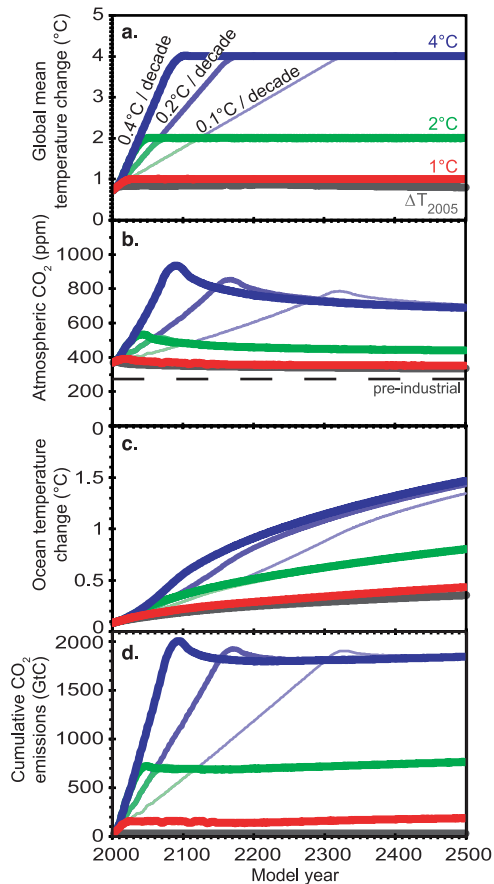 a.
Global mean
temperature change (°C)
5
4
3
2
1
0
0.4°C / decade
0.2°C / decade
0.1°C / decade
4°C
2°C
1°C
ΔT2005
b.
Atmospheric CO2 (ppm)
1000
800
600
400
200
0
pre-industrial
c.
Ocean temperature
change (°C)
1.5
1
0.5
0
d.
Cumulative CO2
emissions (GtC)
2000
1500
1000
500
0
2000 2100 2200 2300 2400 2500
Model year